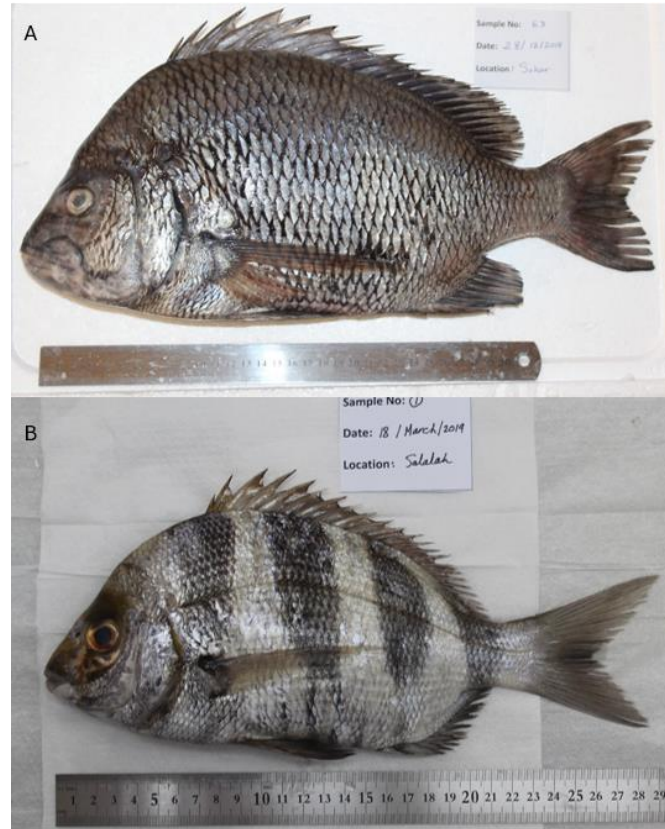 A
Sample No: 63
Date: 28/12/2018
Location: Sohar
B
Sample No: ①
Date: 18 / March/2019
Location: Salalah
1 2 3 4 5 6 7 8 9 10 11 12 13 14 15 16 17 18 19 20 21 22 23 24 25 26 27 28 29